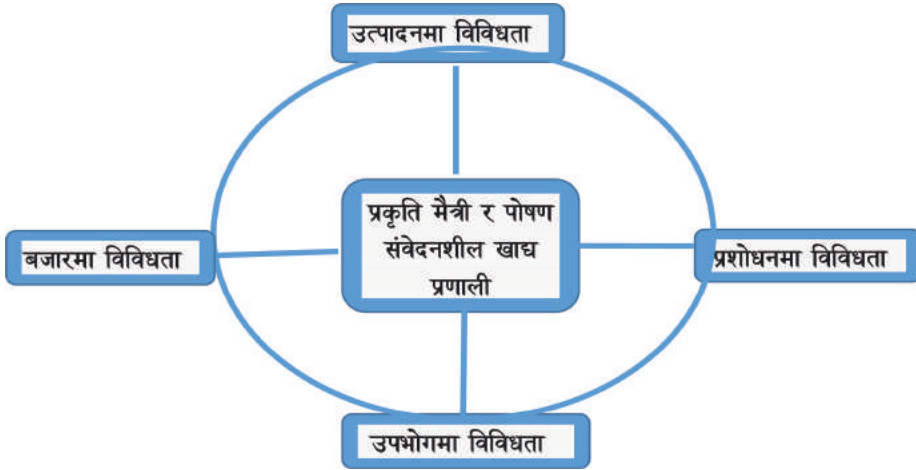 उत्पादनमा विविधता
प्रकृति मैत्री र पोषण
संवेदनशील खाद्य
प्रणाली
बजारमा विविधता
प्रशोधनमा विविधता
उपभोगमा विविधता